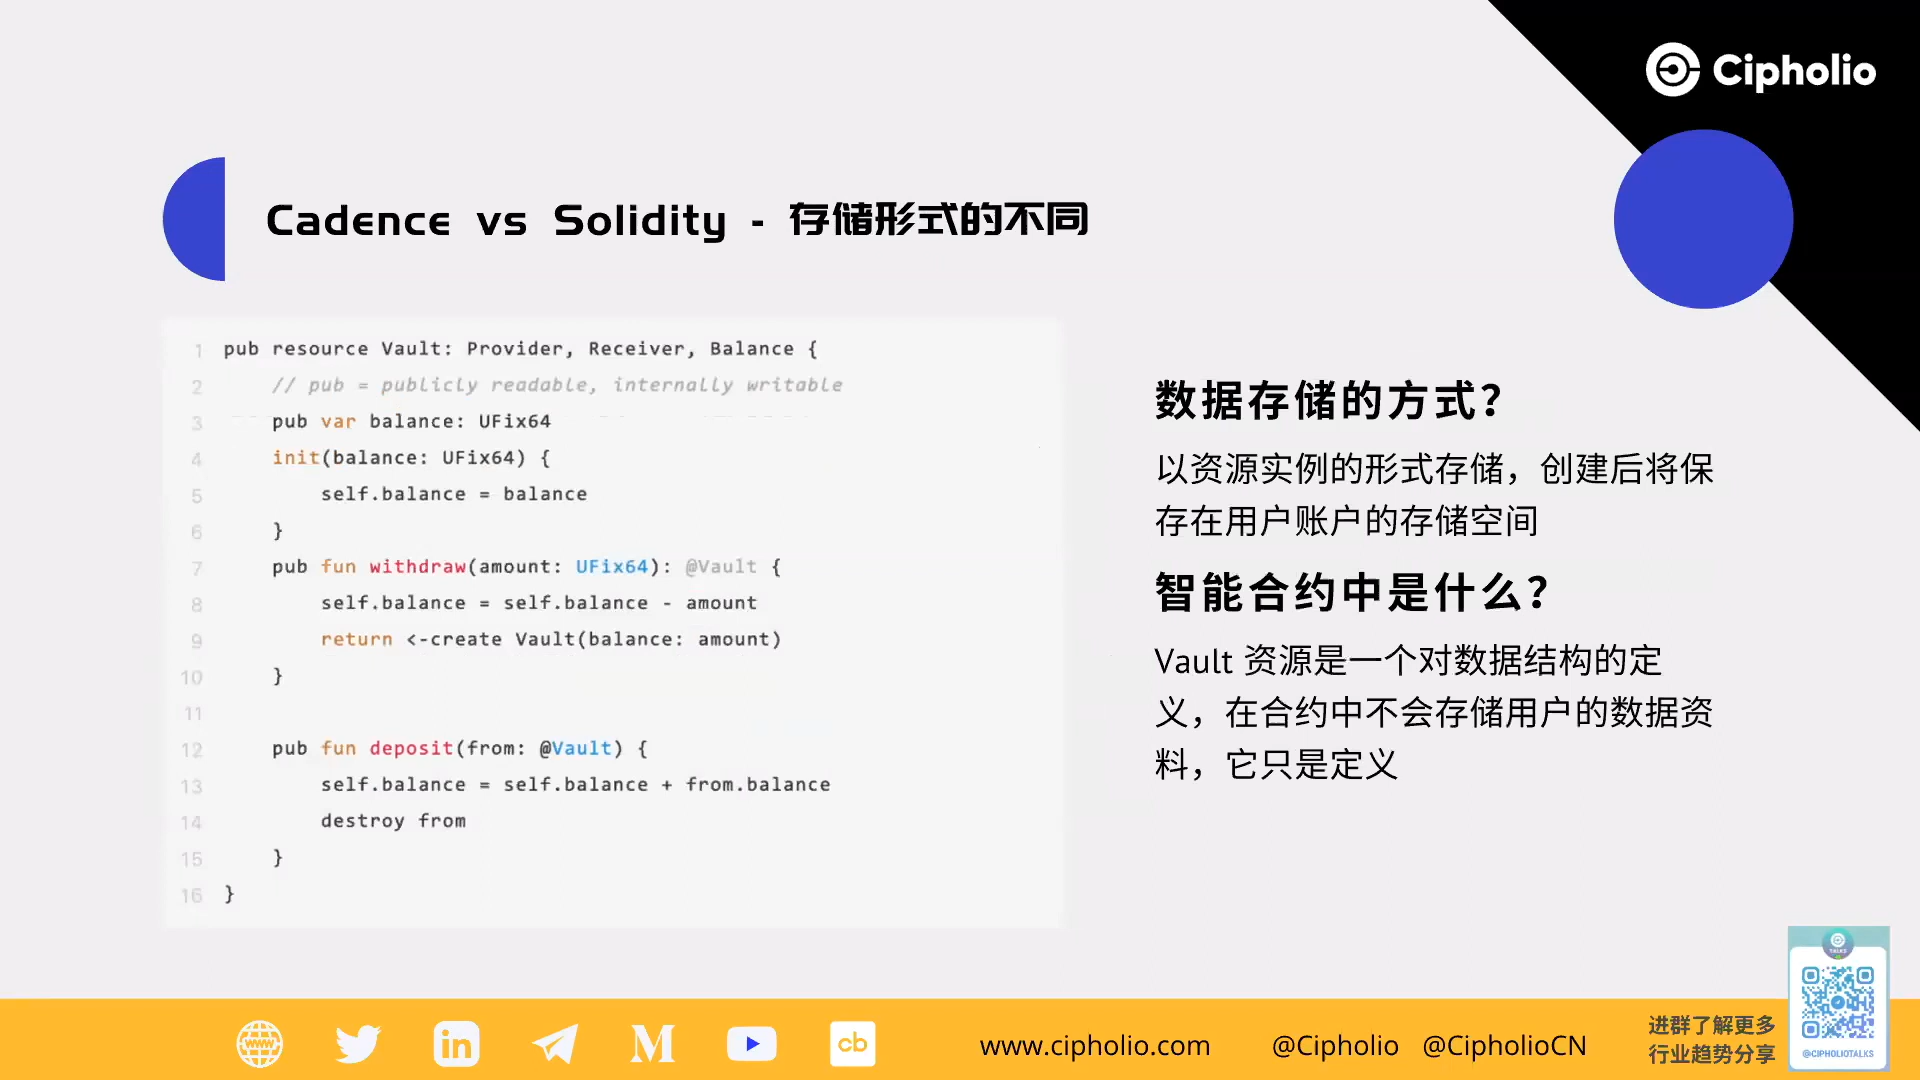 Cipholio
Cadence vs Solidity - 存储形式的不同
1 pub resource Vault: Provider, Receiver, Balance {
2 // pub = publicly readable, internally writable
3 pub var balance: UFix64
4 init(balance: UFix64) {
5 self.balance = balance
6 }
7 pub fun withdraw(amount: UFix64): @Vault {
8 self.balance = self.balance - amount
9 return <-create Vault(balance: amount)
10 }
11
12 pub fun deposit(from: @Vault) {
13 self.balance = self.balance + from.balance
14 destroy from
15 }
16 }
数据存储的方式？
以资源实例的形式存储，创建后将保
存在用户账户的存储空间
智能合约中是什么？
Vault 资源是一个对数据结构的定
义，在合约中不会存储用户的数据资
料，它只是定义
www
in
M
cb
www.cipholio.com
@Cipholio
@CipholioCN
进群了解更多
行业趋势分享
TALKS
@CIPHOLIOTALKS